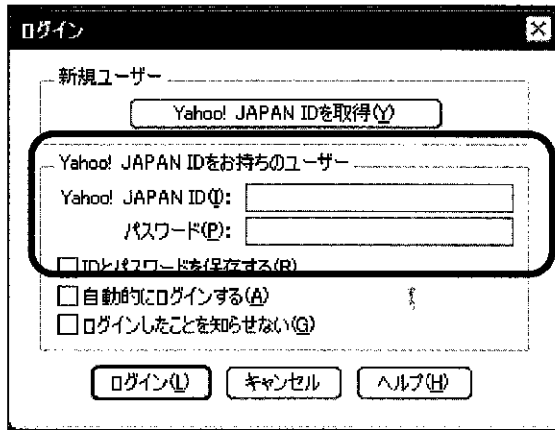 ログイン
新規ユーザー
Yahoo! JAPAN IDを取得(Y)
Yahoo! JAPAN IDをお持ちのユーザー
Yahoo! JAPAN ID(I):
パスワード(P):
IDとパスワードを保存する(R)
自動的にログインする(A)
ログインしたことを知らせない(G)
ログイン(L) キャンセル ヘルプ(H)